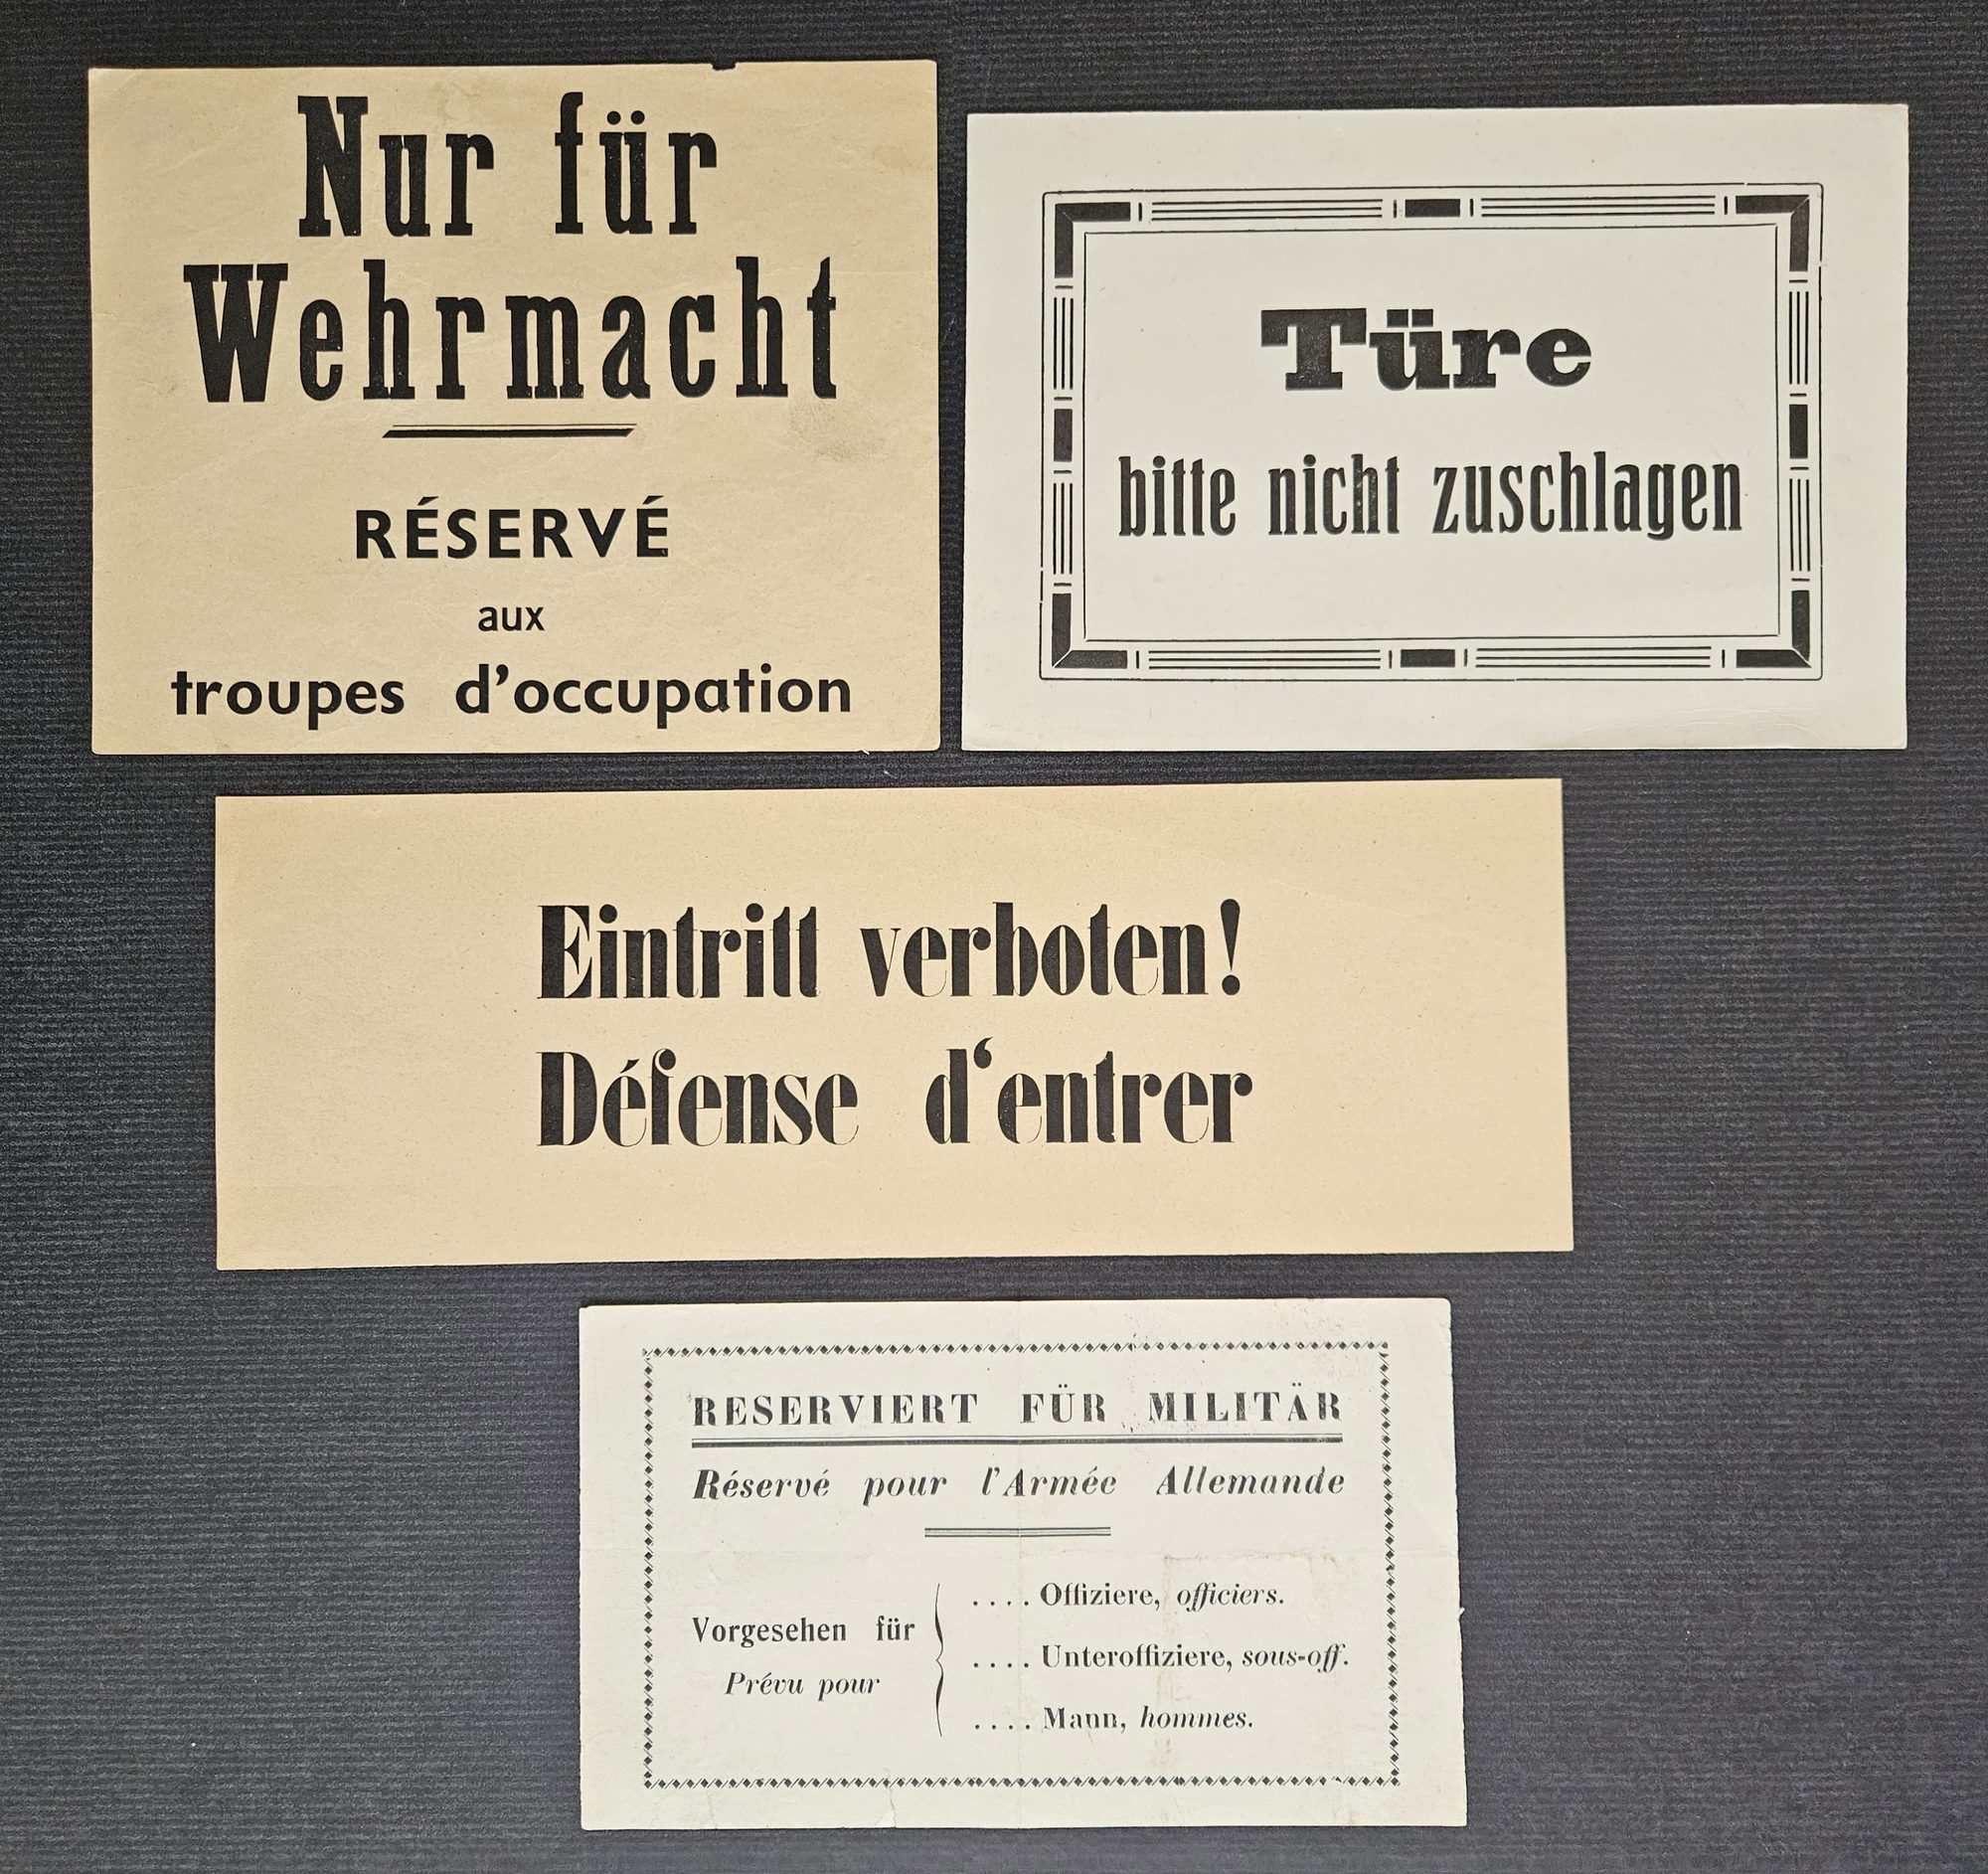 Nur für
Wehrmacht
RÉSERVÉ
aux
troupes d'occupation
Türe
bitte nicht zuschlagen
Eintritt verboten!
Défense d‘entrer
RESERVIERT FÜR MILITÄR
Réservé pour l'Armée Allemande
Vorgesehen für
Prévu pour
.... Offiziere, officiers.
.... Unteroffiziere, sous-off.
.... Mann, hommes.